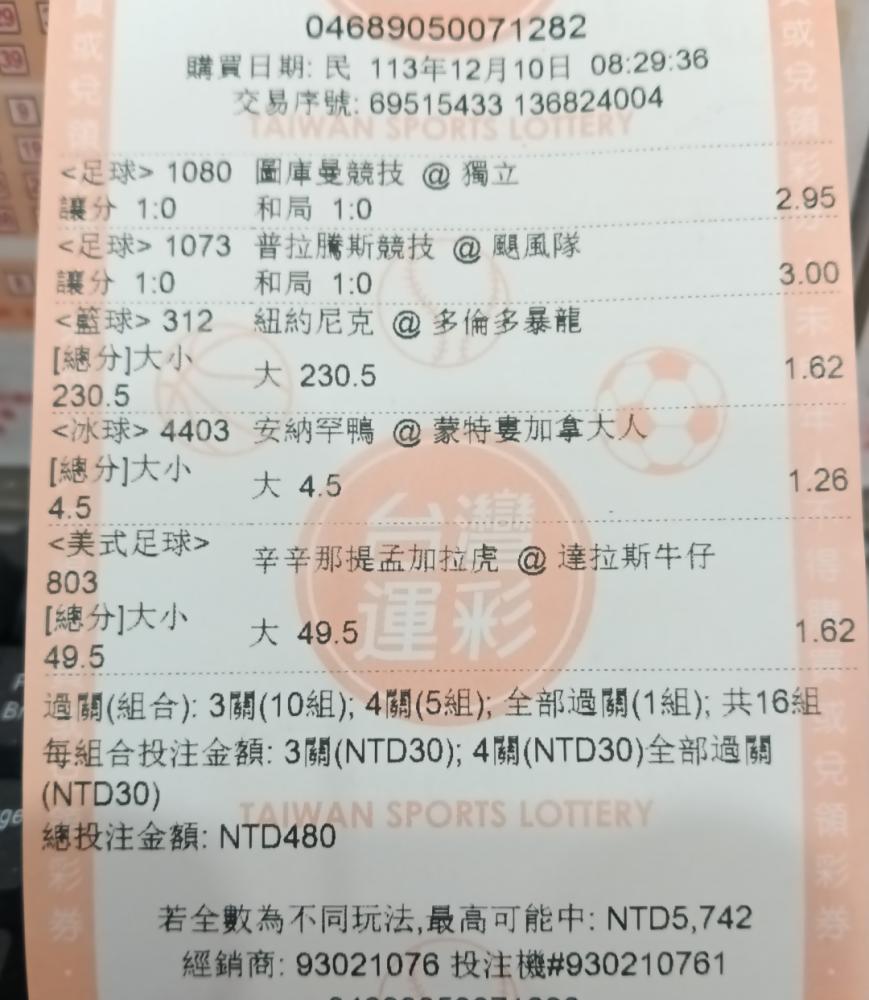 04689050071282
購買日期: 民 113年12月10日 08:29:36
交易序號: 69515433 136824004
TAIWAN SPORTS LOTTERY
<足球> 1080 圖庫曼競技 @ 獨立
讓分 1:0 和局 1:0 2.95
<足球> 1073 普拉騰斯競技 @ 颶風隊
讓分 1:0 和局 1:0 3.00
<籃球> 312 紐約尼克 @ 多倫多暴龍
[總分]大小
230.5 大 230.5 1.62
<冰球> 4403 安納罕鴨 @ 蒙特婁加拿大人
[總分]大小
4.5 大 4.5 1.26
<美式足球>
803 辛辛那提孟加拉虎 @ 達拉斯牛仔
[總分]大小
49.5 大 49.5 1.62
台灣
運彩
過關(組合): 3關(10組); 4關(5組); 全部過關(1組); 共16組
每組合投注金額: 3關(NTD30); 4關(NTD30)全部過關
(NTD30)
TAIWAN SPORTS LOTTERY
總投注金額: NTD480
若全數為不同玩法,最高可能中: NTD5,742
經銷商: 93021076 投注機#930210761